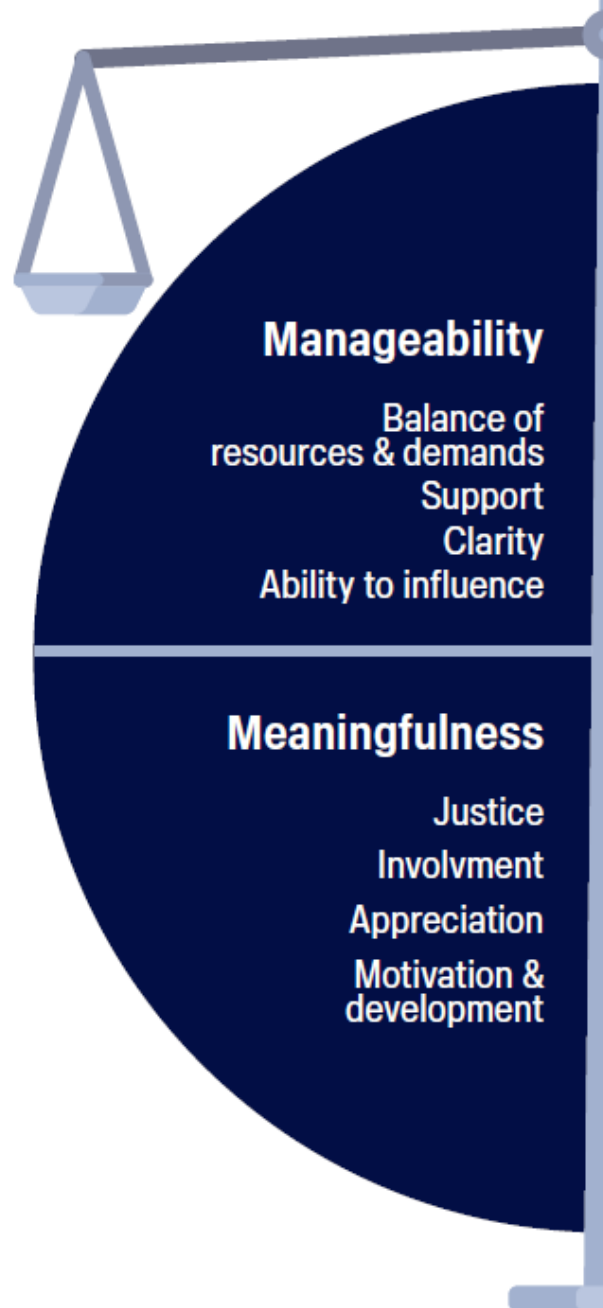 Manageability
Balance of
resources & demands
Support
Clarity
Ability to influence
Meaningfulness
Justice
Involvment
Appreciation
Motivation &
development